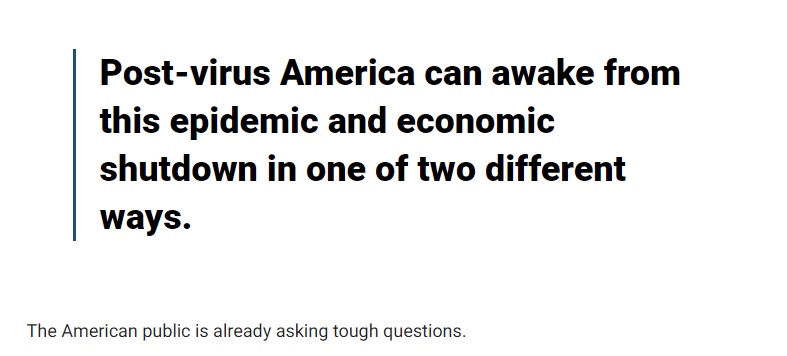 Post-virus America can awake from
this epidemic and economic
shutdown in one of two different
ways.
The American public is already asking tough questions.